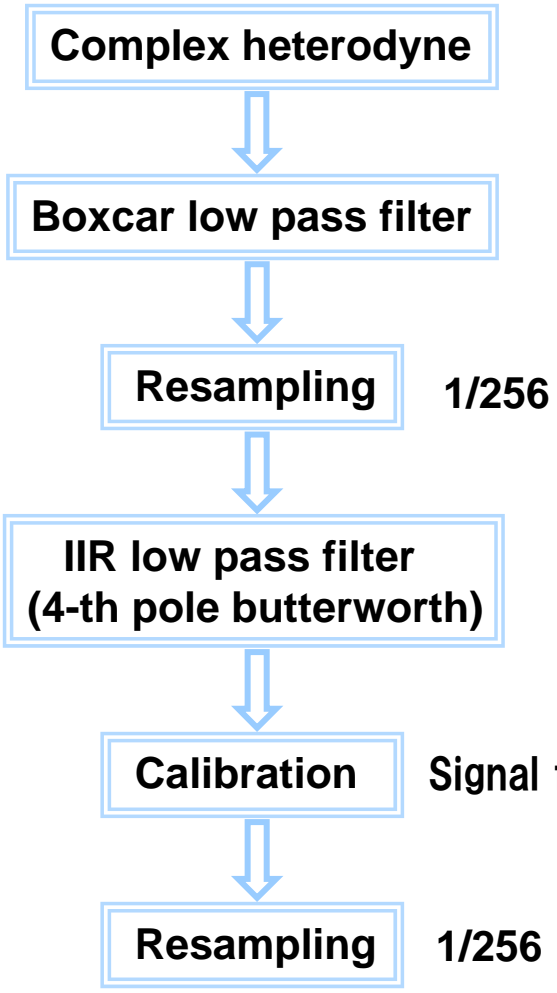 Complex heterodyne
Boxcar low pass filter
Resampling 1/256
IIR low pass filter
(4-th pole butterworth)
Calibration Signal
Resampling 1/256